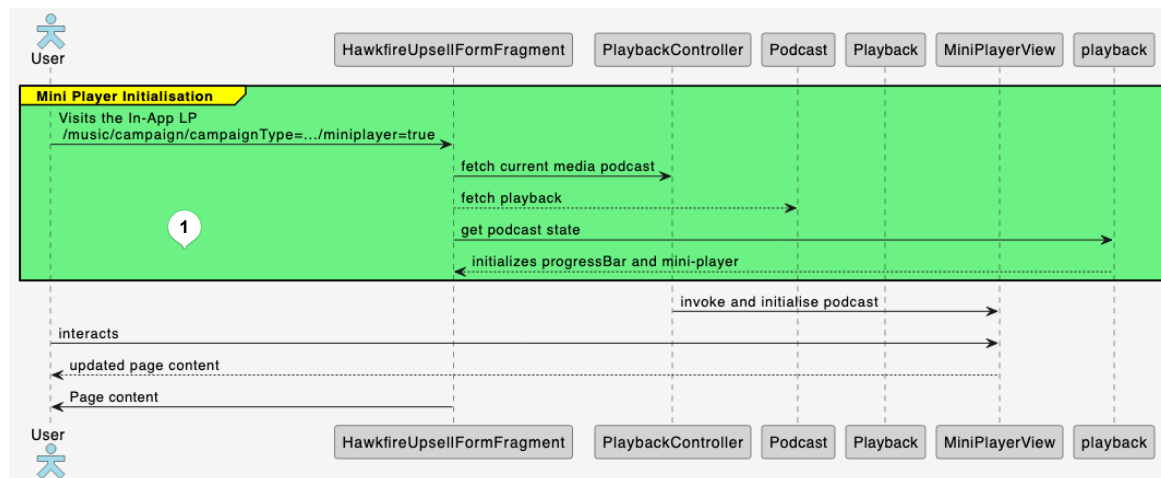 User
HawkfireUpsellFormFragment
PlaybackController
Podcast
Playback
MiniPlayerView
playback
Mini Player Initialisation
Visits the In-App LP
/music/campaign/campaignType=.../miniplayer=true
fetch current media podcast
fetch playback
1
get podcast state
initializes progressBar and mini-player
invoke and initialise podcast
interacts
updated page content
Page content
User
HawkfireUpsellFormFragment
PlaybackController
Podcast
Playback
MiniPlayerView
playback